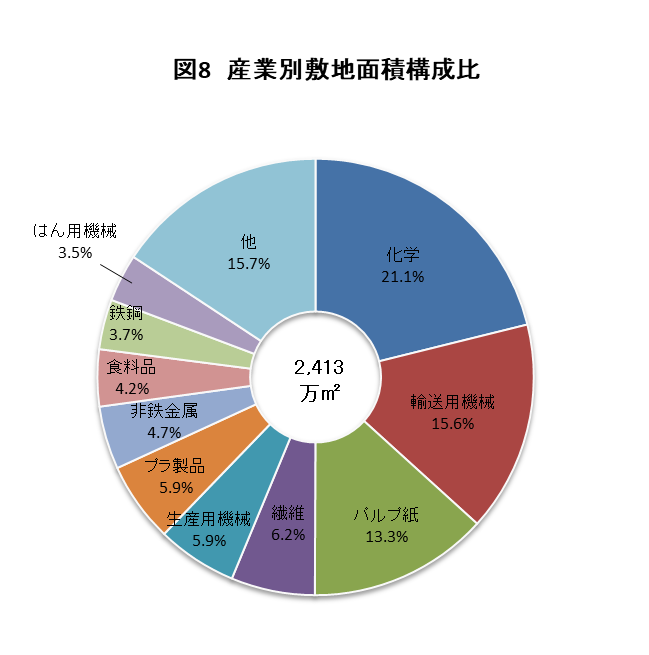 図8 産業別敷地面積構成比
化学
21.1%
輸送用機械
15.6%
パルプ紙
13.3%
繊維
6.2%
生産用機械
5.9%
プラ製品
5.9%
非鉄金属
4.7%
食料品
4.2%
鉄鋼
3.7%
はん用機械
3.5%
他
15.7%
2,413
万㎡